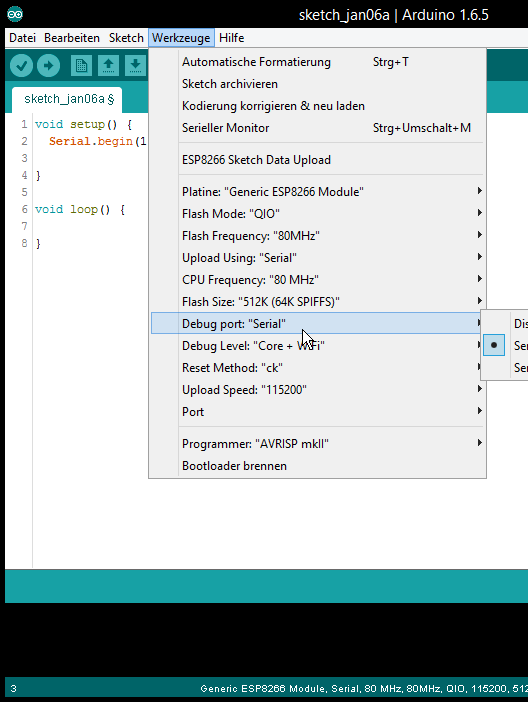 sketch_jan06a | Arduino 1.6.5
Datei Bearbeiten Sketch Werkzeuge Hilfe
Automatische Formatierung Strg+T
Sketch archivieren
Kodierung korrigieren & neu laden
Serieller Monitor Strg+Umschalt+M
ESP8266 Sketch Data Upload
Platine: "Generic ESP8266 Module"
Flash Mode: "QIO"
Flash Frequency: "80MHz"
Upload Using: "Serial"
CPU Frequency: "80 MHz"
Flash Size: "512K (64K SPIFFS)"
Debug port: "Serial"
Debug Level: "Core + WiFi"
Reset Method: "ck"
Upload Speed: "115200"
Port
Programmer: "AVRISP mkII"
Bootloader brennen
Dis
Ser
Ser
sketch_jan06a §
1 void setup() {
2 Serial.begin(1
3
4 }
5
6 void loop() {
7
8 }
3 Generic ESP8266 Module, Serial, 80 MHz, 80MHz, QIO, 115200, 512